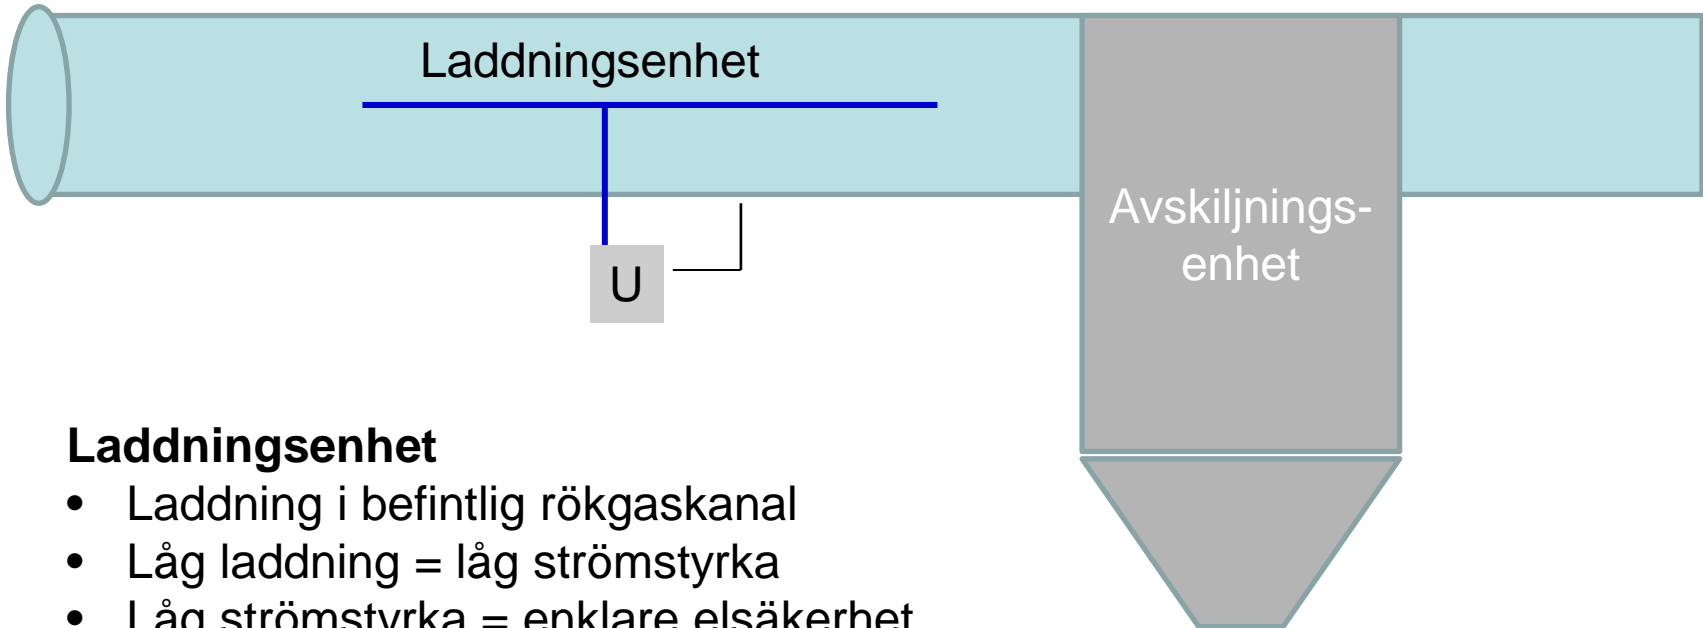 Laddningsenhet
Avskiljnings-
enhet
U
Laddningsenhet
• Laddning i befintlig rökgaskanal
• Låg laddning = låg strömstyrka
• Låg strömstyrka = enklare elsäkerhet